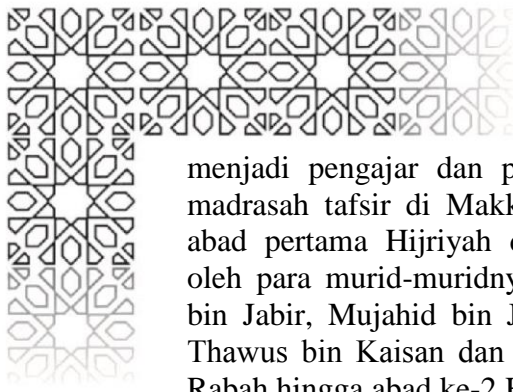 menjadi pengajar dan
madrasah tafsir di
abad pertama Hijriyah
oleh para
bin Jabir, Mujahid bin
Thawus bin Kaisan dan
Rabah hingga abad ke-2